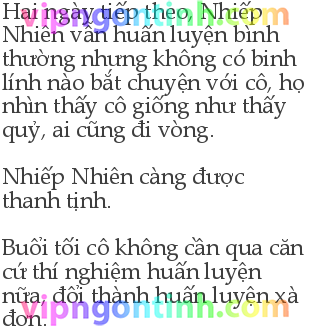 Hai ngày tiếp theo, Nhiếp
Nhiên vẫn huấn luyện bình
thường nhưng không có binh
lính nào bắt chuyện với cô, họ
nhìn thấy cô giống như thấy
quỷ, ai cũng đi vòng.
Nhiếp Nhiên càng được
thanh tịnh.
Buổi tối cô không cần qua căn
cứ thí nghiệm huấn luyện
nữa, đổi thành huấn luyện xà
đơn.
vipngontinh.com
vipngontinh.com